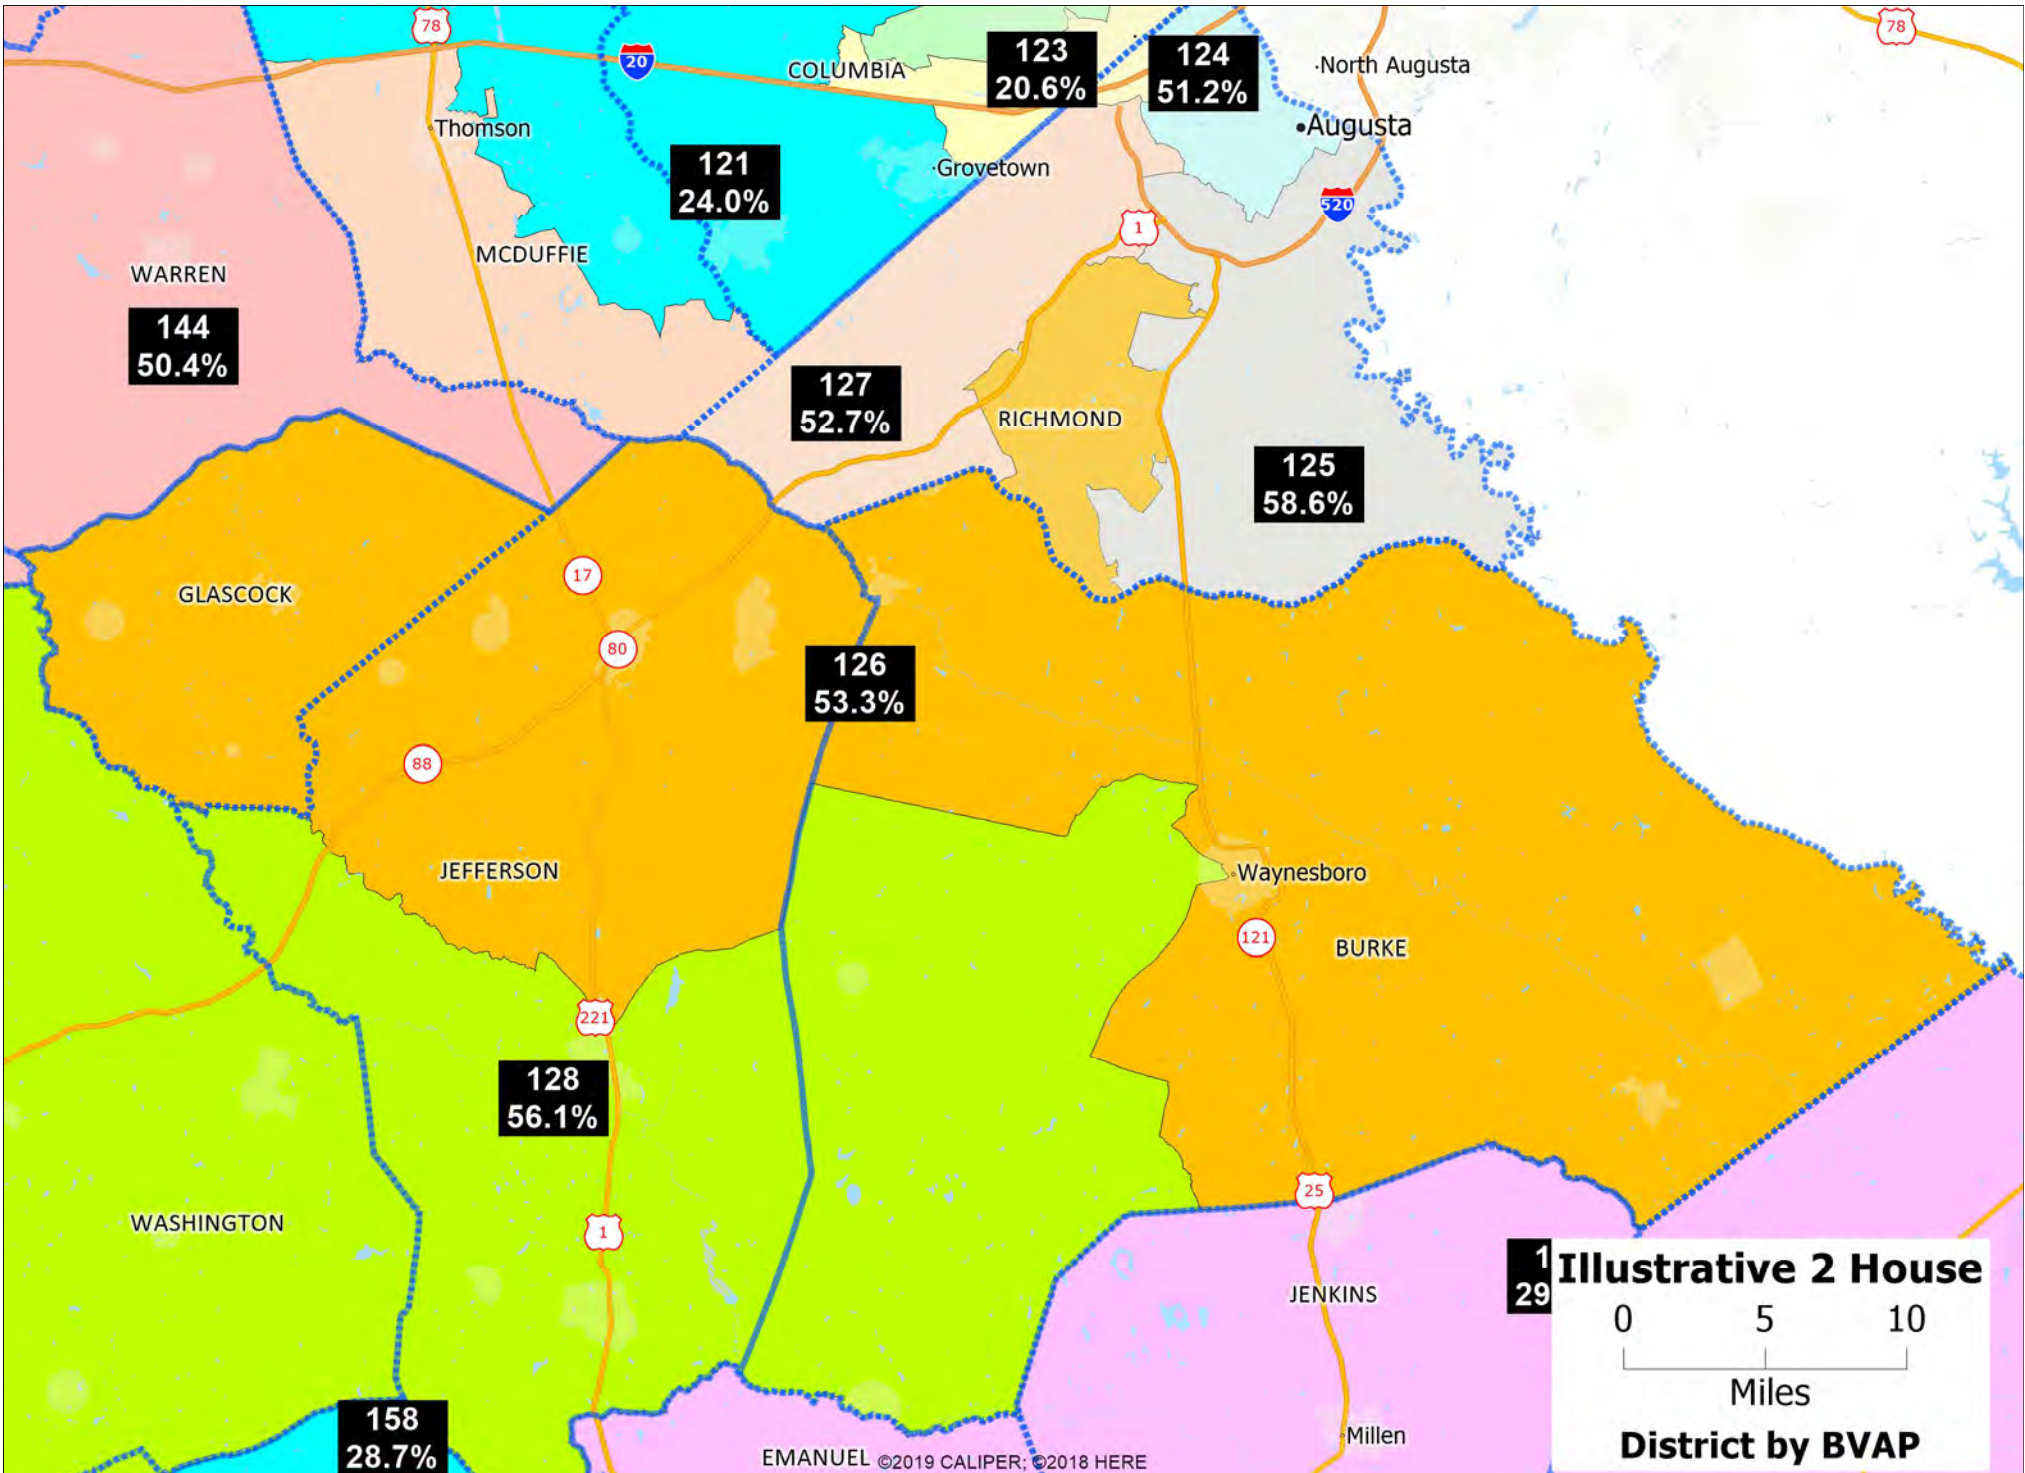 78
78
20
COLUMBIA
123
20.6%
124
51.2%
North Augusta
Thomson
Augusta
121
24.0%
Grovetown
520
1
MCDUFFIE
WARREN
144
50.4%
127
52.7%
RICHMOND
125
58.6%
17
GLASCOCK
80
126
53.3%
88
JEFFERSON
Waynesboro
121
BURKE
221
128
56.1%
25
WASHINGTON
1
JENKINS
1
29
Illustrative 2 House
0 5 10
Miles
District by BVAP
158
28.7%
Millen
EMANUEL
©2019 CALIPER; ©2018 HERE